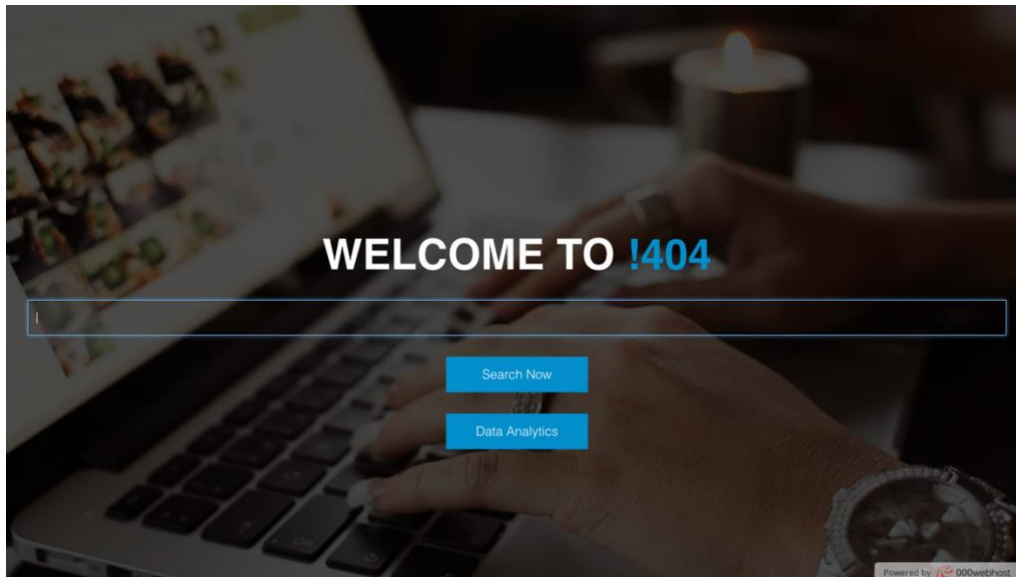 WELCOME TO !404
Search Now
Data Analytics
Powered by 000webhost